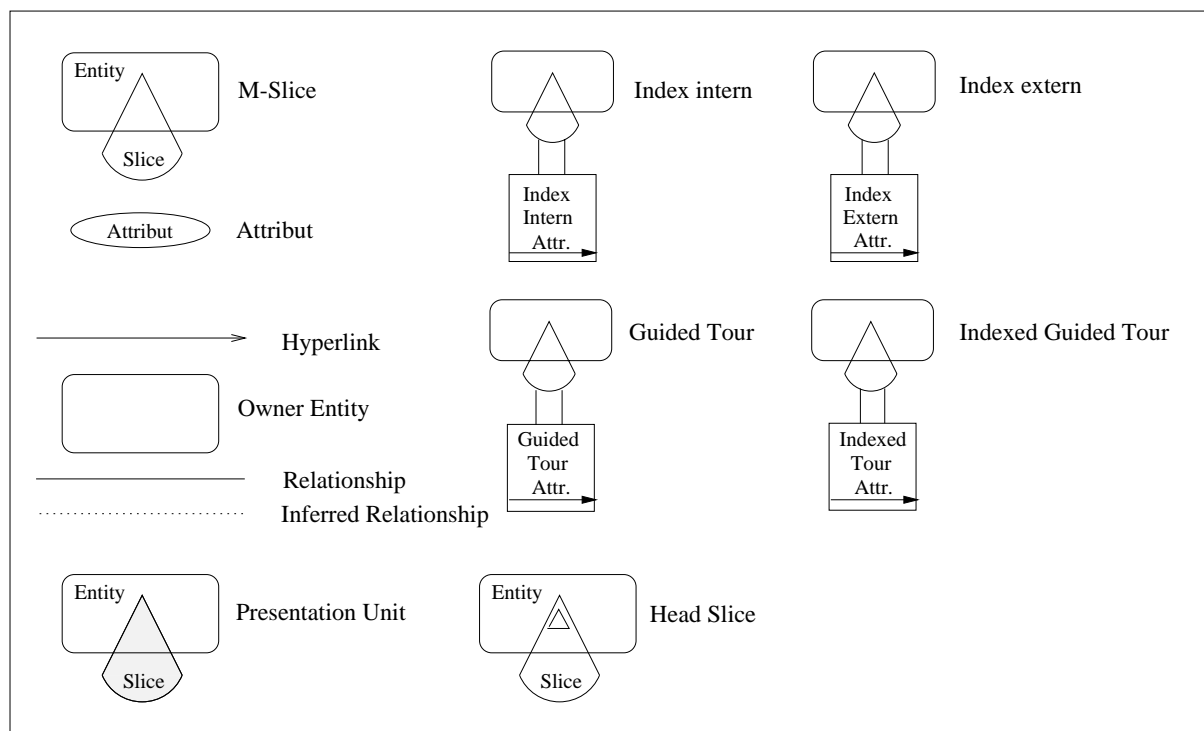 Entity
M-Slice
Slice
Index intern
Index
Intern
Attr.
Index extern
Index
Extern
Attr.
Attribut
Attribut
Hyperlink
Owner Entity
Relationship
Inferred Relationship
Guided Tour
Guided
Tour
Attr.
Indexed Guided Tour
Indexed
Tour
Attr.
Entity
Presentation Unit
Slice
Entity
Head Slice
Slice